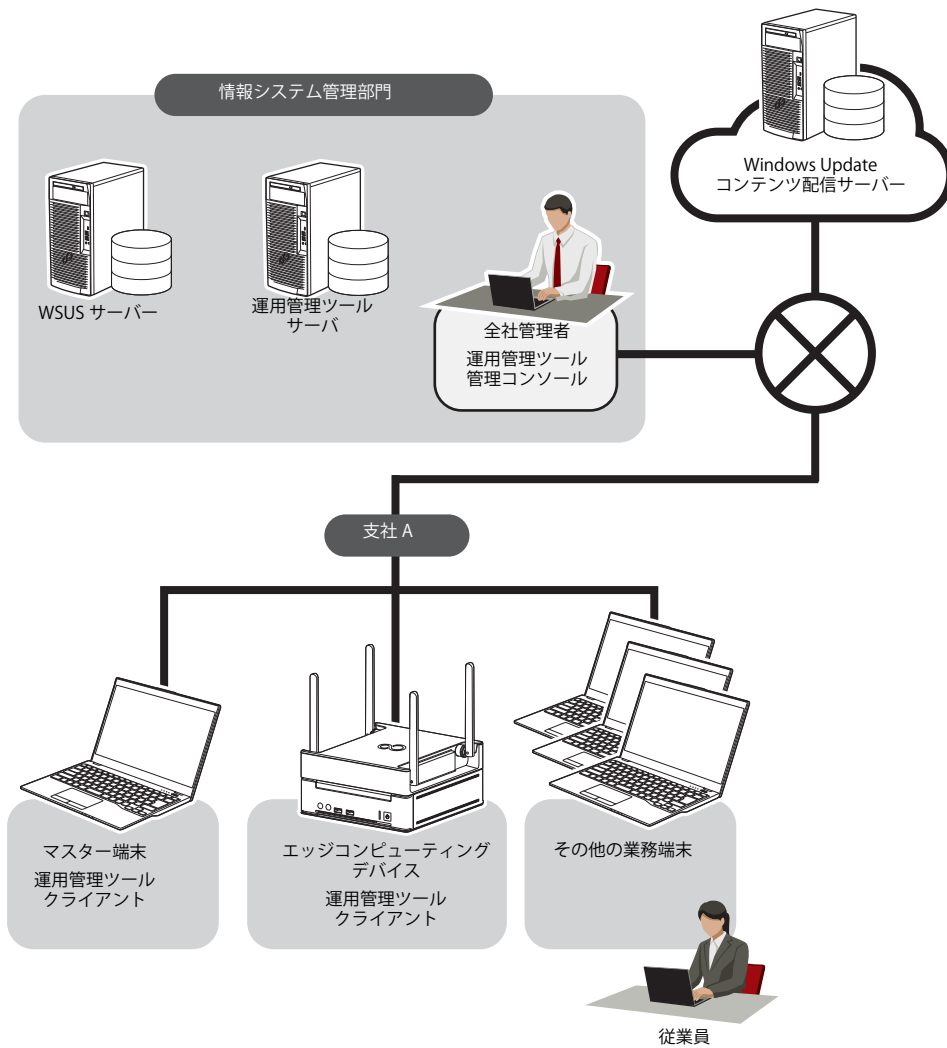 情報システム管理部門
Windows Update
コンテンツ配信サーバー
WSUS サーバー
運用管理ツール
サーバ
全社管理者
運用管理ツール
管理コンソール
支社 A
マスター端末
運用管理ツール
クライアント
エッジコンピューティング
デバイス
運用管理ツール
クライアント
その他の業務端末
従業員